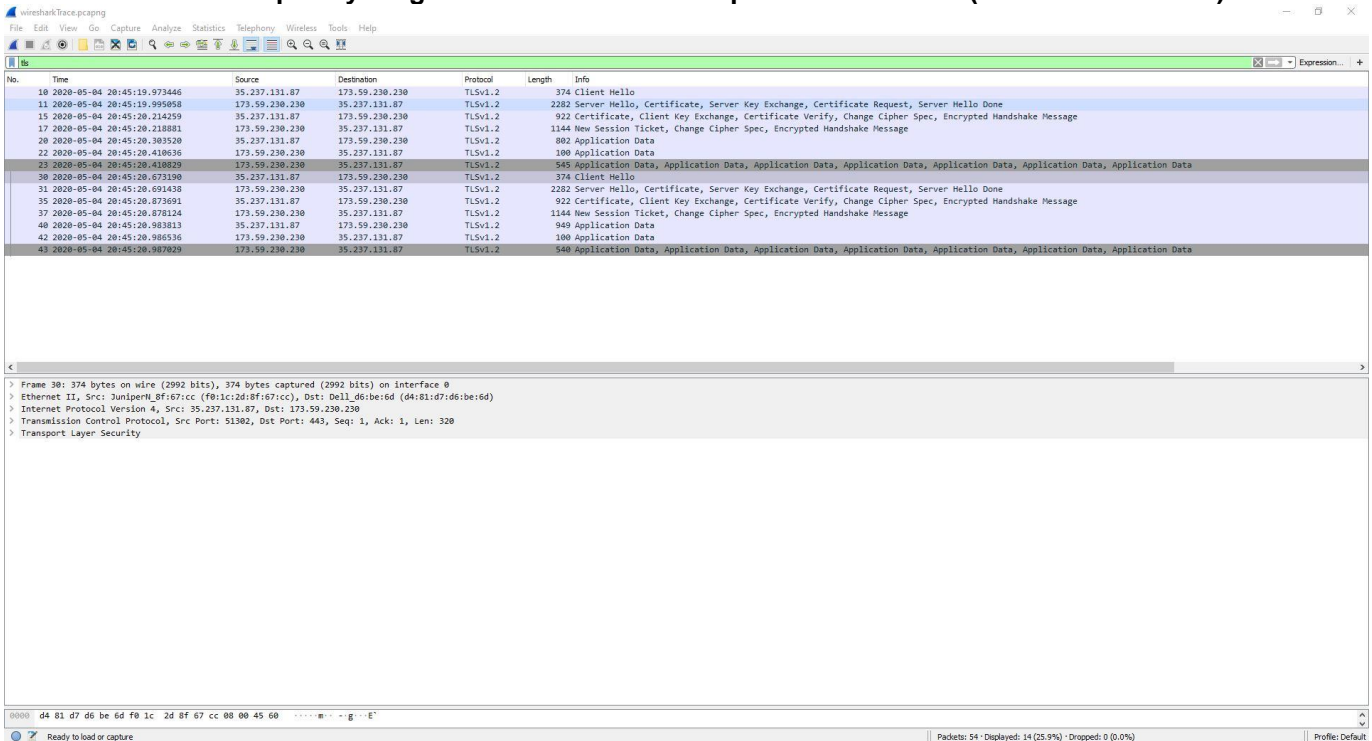 wiresharkTrace.pcapng
File Edit View Go Capture Analyze Statistics Telephony Wireless Tools Help
tls Expression... +
No. Time Source Destination Protocol Length Info
10 2020-05-04 20:45:19.973446 35.237.131.87 173.59.230.230 TLSv1.2 374 Client Hello
11 2020-05-04 20:45:19.995058 173.59.230.230 35.237.131.87 TLSv1.2 2282 Server Hello, Certificate, Server Key Exchange, Certificate Request, Server Hello Done
15 2020-05-04 20:45:20.214259 35.237.131.87 173.59.230.230 TLSv1.2 922 Certificate, Client Key Exchange, Certificate Verify, Change Cipher Spec, Encrypted Handshake Message
17 2020-05-04 20:45:20.218881 173.59.230.230 35.237.131.87 TLSv1.2 1144 New Session Ticket, Change Cipher Spec, Encrypted Handshake Message
20 2020-05-04 20:45:20.303520 35.237.131.87 173.59.230.230 TLSv1.2 802 Application Data
22 2020-05-04 20:45:20.410636 173.59.230.230 35.237.131.87 TLSv1.2 100 Application Data
23 2020-05-04 20:45:20.410829 173.59.230.230 35.237.131.87 TLSv1.2 545 Application Data, Application Data, Application Data, Application Data, Application Data, Application Data, Application Data
30 2020-05-04 20:45:20.673190 35.237.131.87 173.59.230.230 TLSv1.2 374 Client Hello
31 2020-05-04 20:45:20.691438 173.59.230.230 35.237.131.87 TLSv1.2 2282 Server Hello, Certificate, Server Key Exchange, Certificate Request, Server Hello Done
35 2020-05-04 20:45:20.873691 35.237.131.87 173.59.230.230 TLSv1.2 922 Certificate, Client Key Exchange, Certificate Verify, Change Cipher Spec, Encrypted Handshake Message
37 2020-05-04 20:45:20.878124 173.59.230.230 35.237.131.87 TLSv1.2 1144 New Session Ticket, Change Cipher Spec, Encrypted Handshake Message
40 2020-05-04 20:45:20.983813 35.237.131.87 173.59.230.230 TLSv1.2 949 Application Data
42 2020-05-04 20:45:20.986536 173.59.230.230 35.237.131.87 TLSv1.2 100 Application Data
43 2020-05-04 20:45:20.987029 173.59.230.230 35.237.131.87 TLSv1.2 540 Application Data, Application Data, Application Data, Application Data, Application Data, Application Data, Application Data
> Frame 30: 374 bytes on wire (2992 bits), 374 bytes captured (2992 bits) on interface 0
> Ethernet II, Src: JuniperN_8f:67:cc (f0:1c:2d:8f:67:cc), Dst: Dell_d6:be:6d (d4:81:d7:d6:be:6d)
> Internet Protocol Version 4, Src: 35.237.131.87, Dst: 173.59.230.230
> Transmission Control Protocol, Src Port: 51302, Dst Port: 443, Seq: 1, Ack: 1, Len: 320
> Transport Layer Security
0000 d4 81 d7 d6 be 6d f0 1c 2d 8f 67 cc 08 00 45 60 ·····m·· -·g···E`
Ready to load or capture Packets: 54 · Displayed: 14 (25.9%) · Dropped: 0 (0.0%) Profile: Default